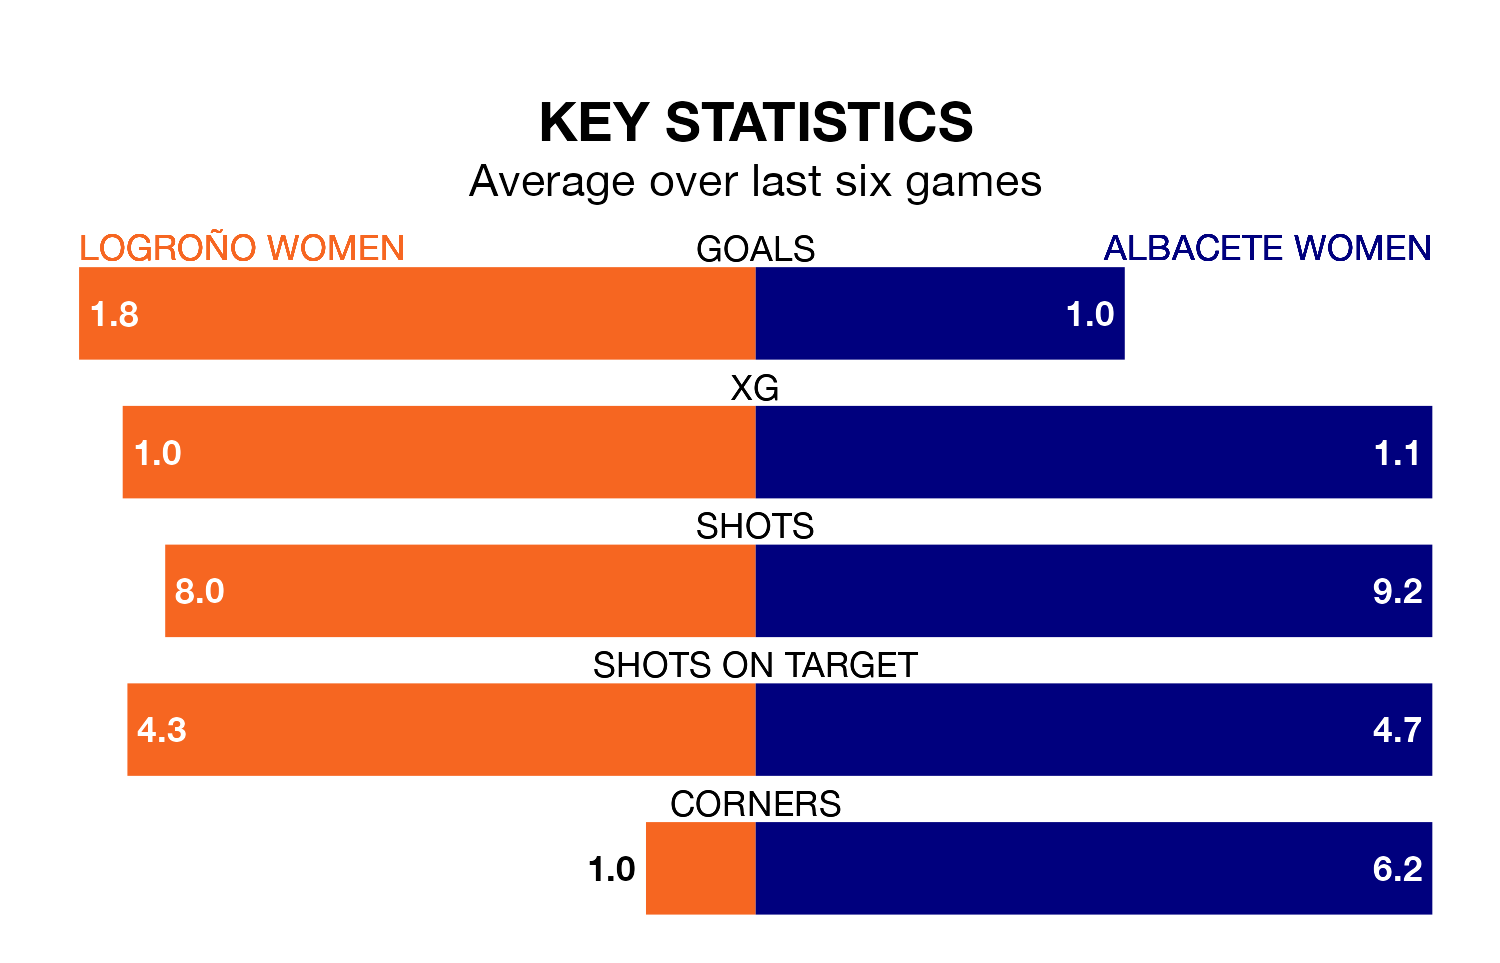 KEY STATISTICS
Average over last six games
LOGROÑO WOMEN GOALS ALBACETE WOMEN
1.8 1.0
XG
1.0 1.1
SHOTS
8.0 9.2
SHOTS ON TARGET
4.3 4.7
CORNERS
1.0 6.2